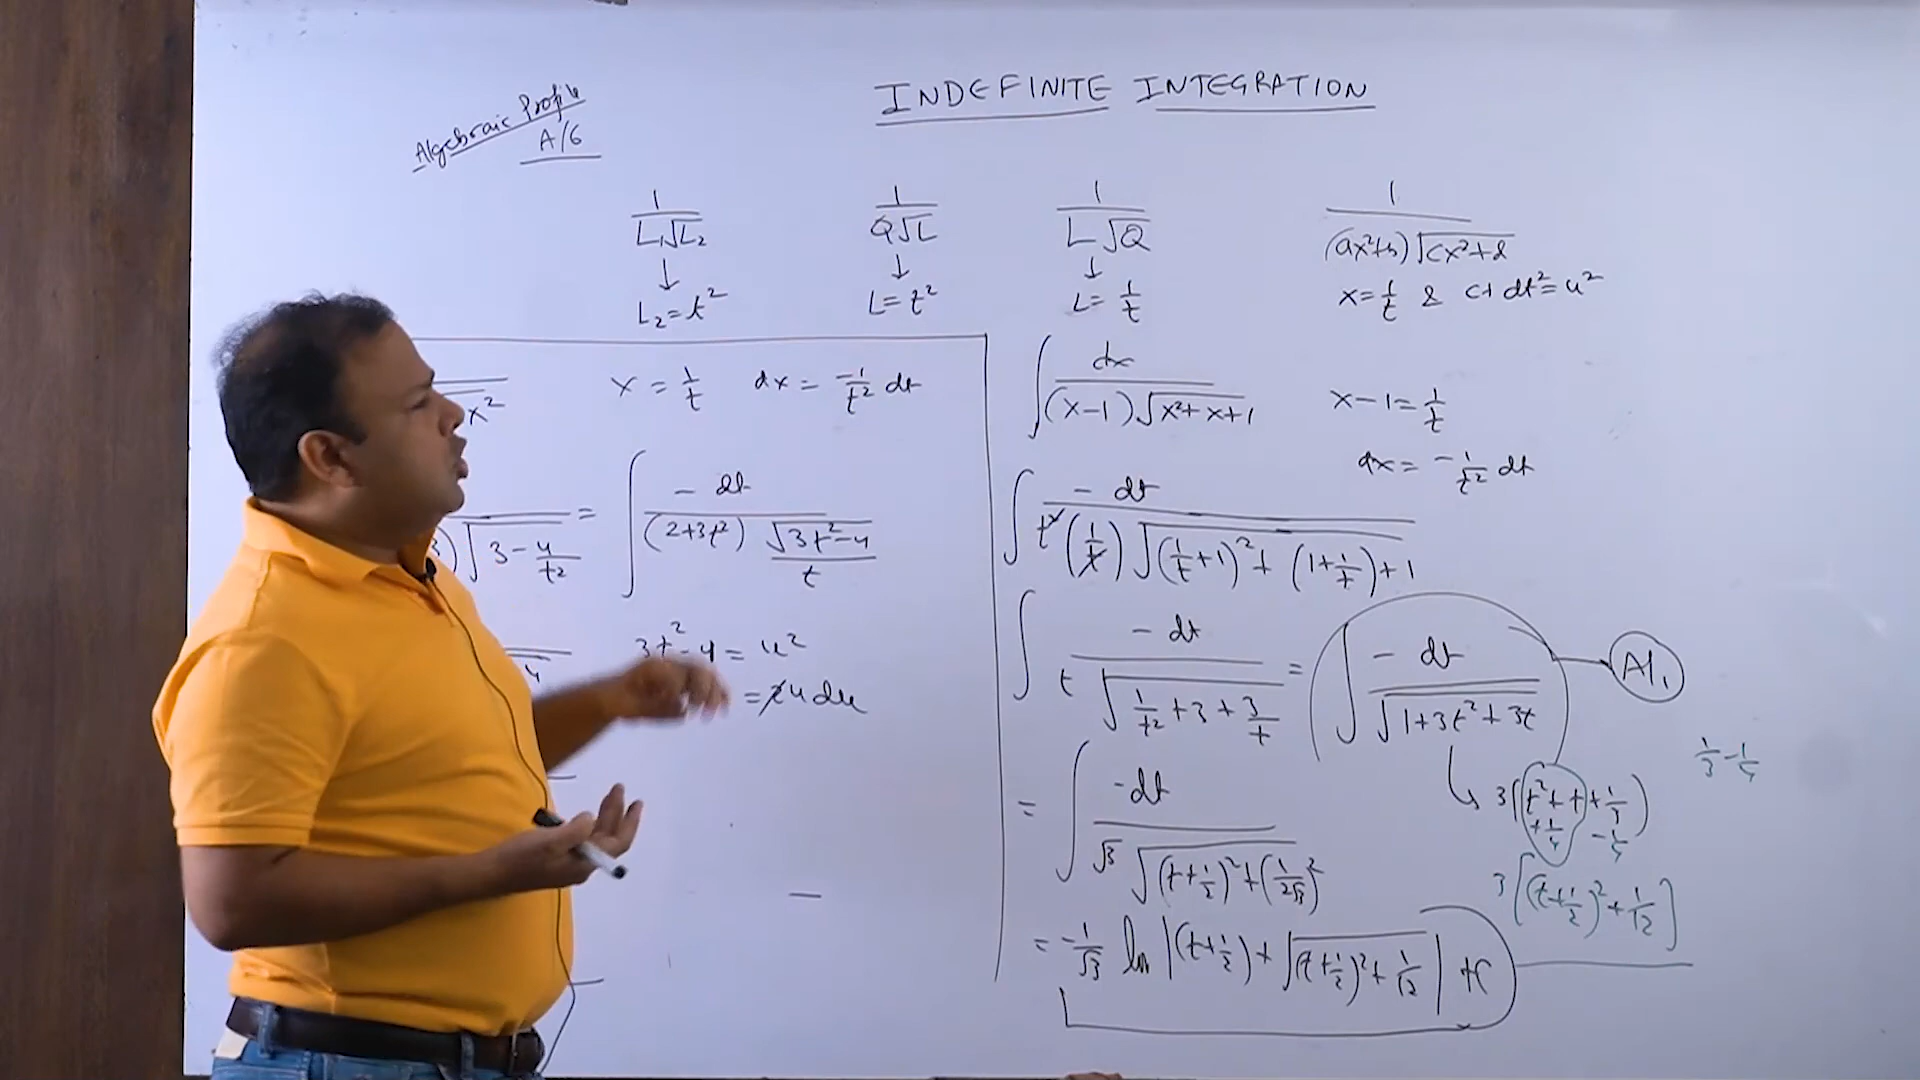 INDEFINITE INTEGRATION
Algebraic Profile
A/6
1/(L₁√L₂)
↓
L₂ = t²
1/(Q√L)
↓
L = t²
1/(L√Q)
↓
L = 1/t
1/((ax²+b)√(cx²+d))
x = 1/t & c+dt² = u²
x²
x = 1/t dx = -1/t² dt
√(3 - 4/t²) = ∫ -dt/((2+3t²) √(3t²-4)/t)
3t²-4 = u²
= 2u du
∫ dx/((x-1)√(x²+x+1))
x-1 = 1/t
dx = -1/t² dt
∫ -dt/(t²(1/t)√((1/t+1)²+(1+1/t)+1))
∫ -dt/(t√(1/t²+3+3/t)) = ∫ -dt/√(1+3t²+3t)
A/1
1/3 - 1/4
3(t²+t+1/3
+1/4 -1/4)
3[(t+1/2)²+1/12]
= ∫ -dt/(√3 √((t+1/2)²+(1/2√3)²))
= -1/√3 ln|(t+1/2)+√((t+1/2)²+1/12)| + C